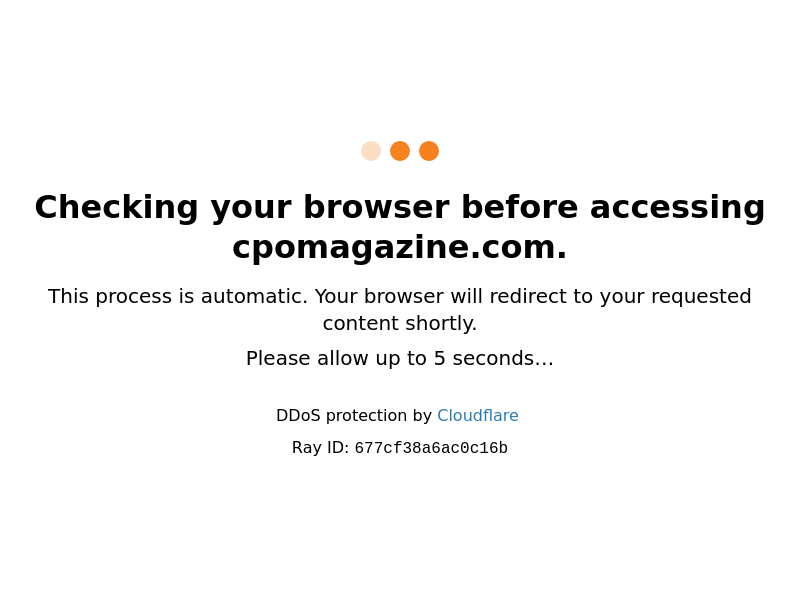 Checking your browser before accessing
cpomagazine.com.
This process is automatic. Your browser will redirect to your requested
content shortly.
Please allow up to 5 seconds…
DDoS protection by Cloudflare
Ray ID: 677cf38a6ac0c16b